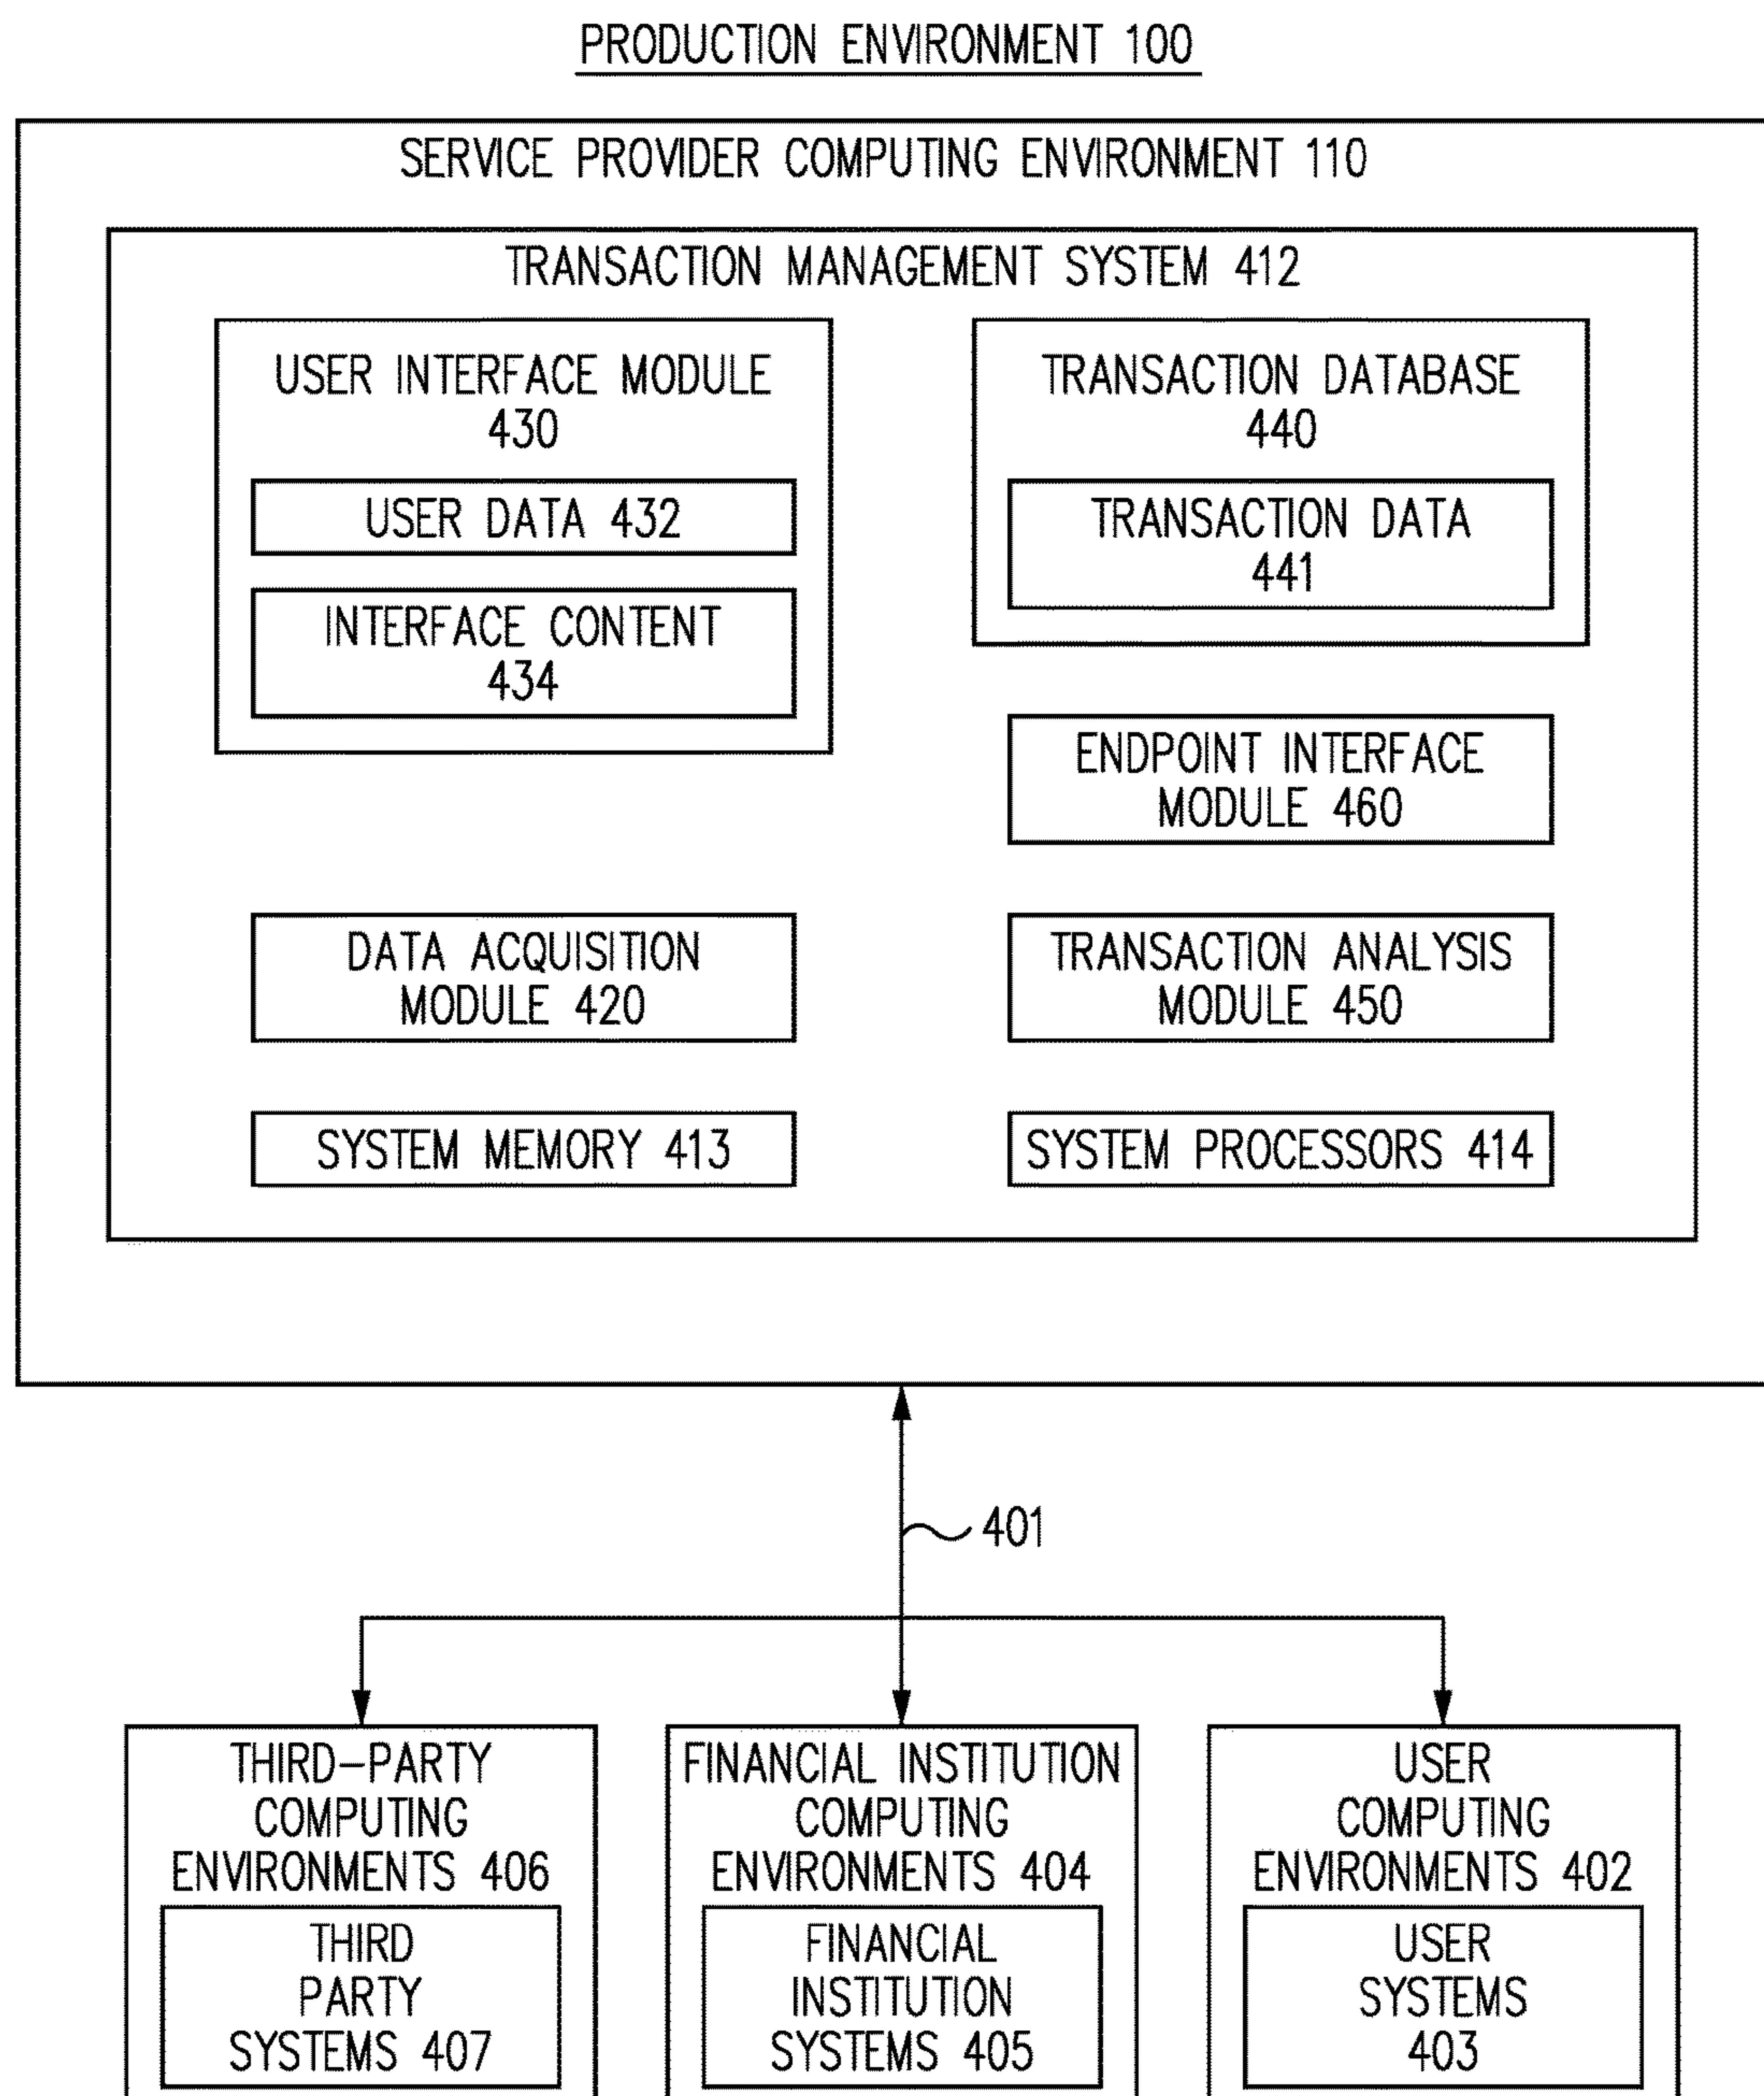 PRODUCTION ENVIRONMENT 100
SERVICE PROVIDER COMPUTING ENVIRONMENT 110
TRANSACTION MANAGEMENT SYSTEM 412
USER INTERFACE MODULE
430
USER DATA 432
INTERFACE CONTENT
434
TRANSACTION DATABASE
440
TRANSACTION DATA
441
ENDPOINT INTERFACE
MODULE 460
DATA ACQUISITION
MODULE 420
TRANSACTION ANALYSIS
MODULE 450
SYSTEM MEMORY 413
SYSTEM PROCESSORS 414
401
THIRD-PARTY
COMPUTING
ENVIRONMENTS 406
THIRD
PARTY
SYSTEMS 407
FINANCIAL INSTITUTION
COMPUTING
ENVIRONMENTS 404
FINANCIAL
INSTITUTION
SYSTEMS 405
USER
COMPUTING
ENVIRONMENTS 402
USER
SYSTEMS
403